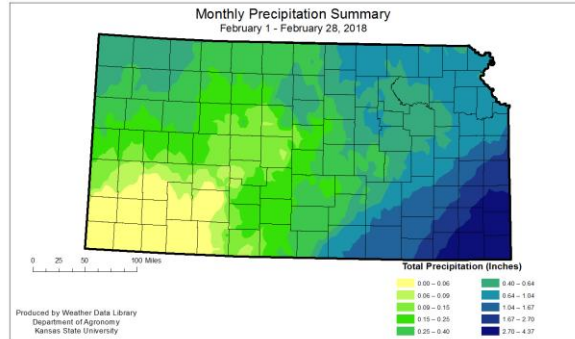 Monthly Precipitation Summary
February 1 - February 28, 2018
0 25 50 100 Miles
Total Precipitation (Inches)
0.00 – 0.06
0.06 – 0.09
0.09 – 0.15
0.15 – 0.25
0.25 – 0.40
0.40 – 0.64
0.64 – 1.04
1.04 – 1.67
1.67 – 2.70
2.70 – 4.37
Produced by Weather Data Library
Department of Agronomy
Kansas State University